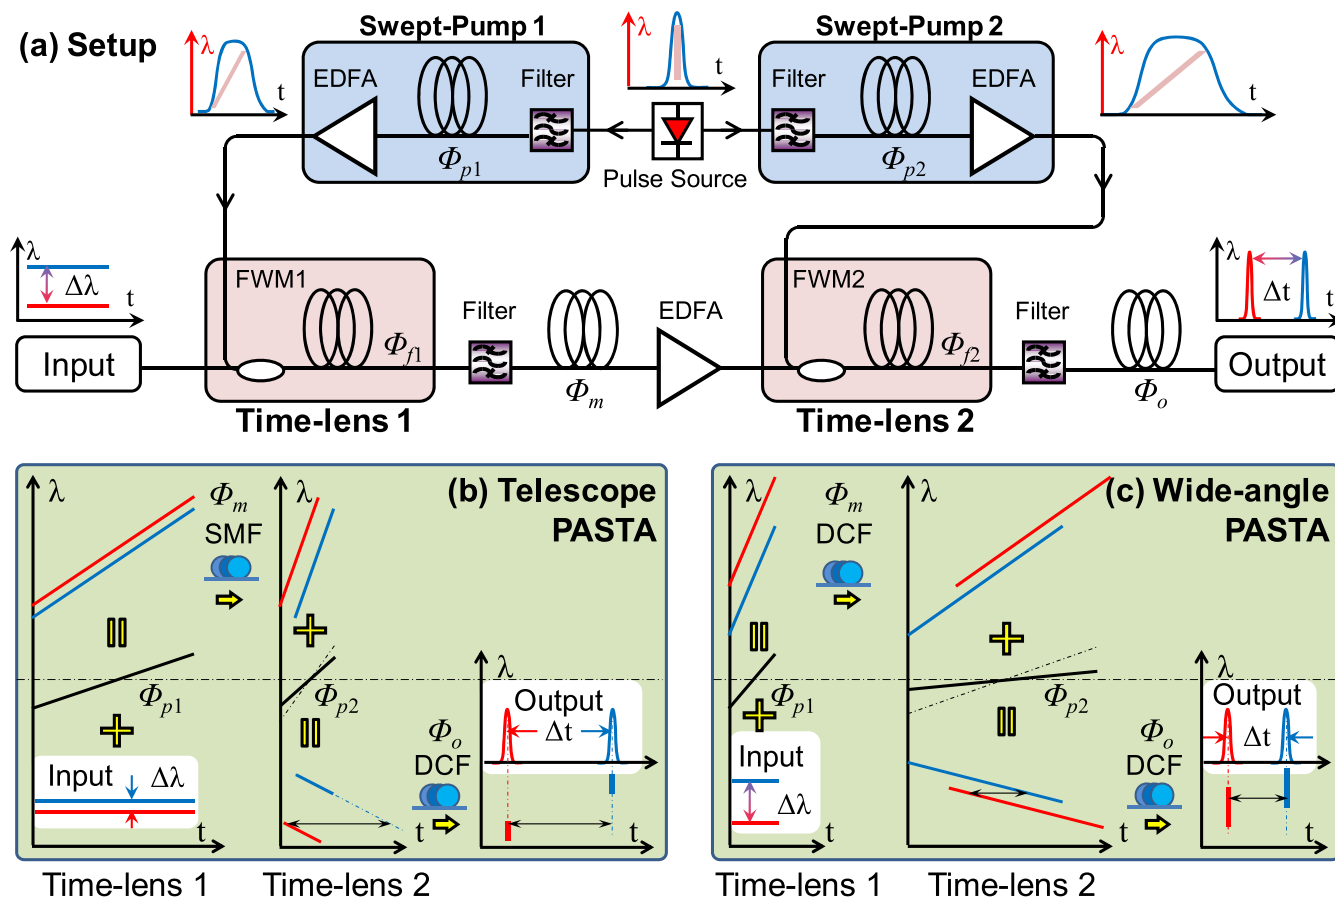 (a) Setup
λ
t
Swept-Pump 1
EDFA
Filter
Φp1
λ
t
Pulse Source
Swept-Pump 2
Filter
EDFA
Φp2
λ
t
λ
Δλ
t
Input
FWM1
Φf1
Time-lens 1
Filter
Φm
EDFA
FWM2
Φf2
Time-lens 2
Filter
Φo
λ
Δt
t
Output
(b) Telescope
PASTA
λ
Φm
SMF
λ
Φp1
Φp2
Input
Δλ
t
t
Φo
DCF
λ
Output
Δt
t
Time-lens 1
Time-lens 2
(c) Wide-angle
PASTA
λ
Φm
DCF
λ
Φp1
Φp2
Input
Δλ
t
t
Φo
DCF
λ
Output
Δt
t
Time-lens 1
Time-lens 2